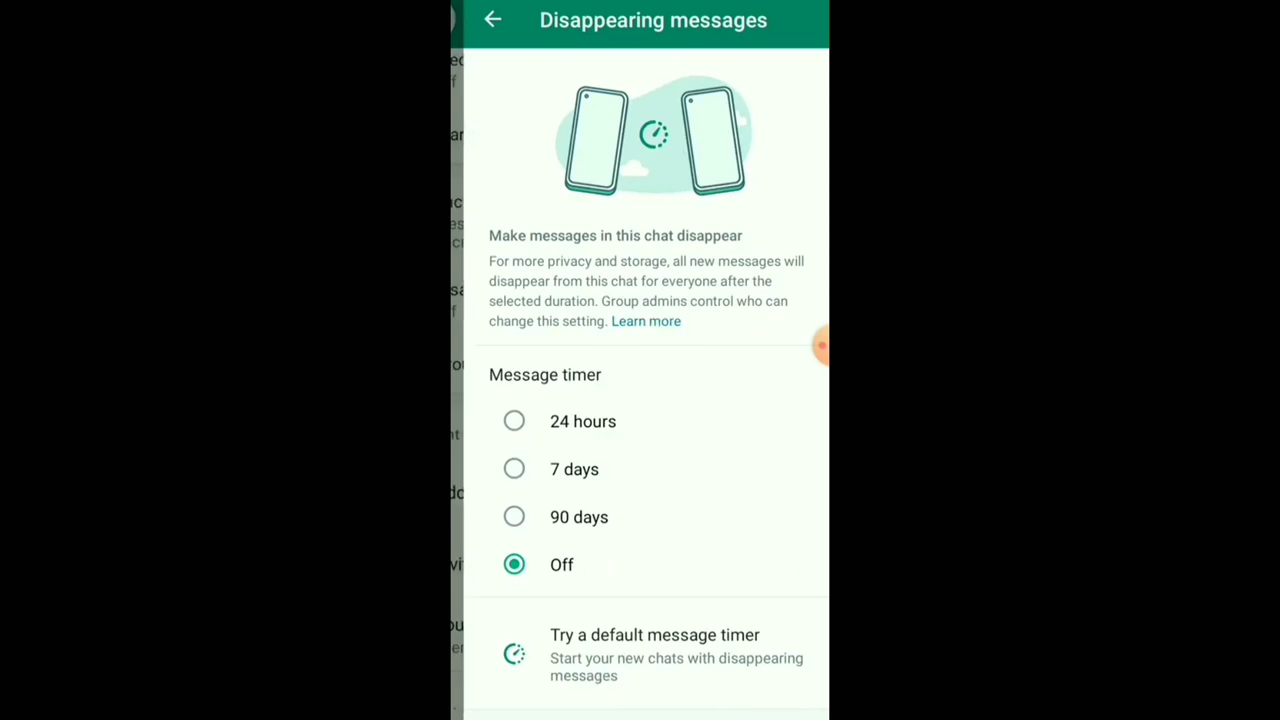 Disappearing messages
Make messages in this chat disappear
For more privacy and storage, all new messages will
disappear from this chat for everyone after the
selected duration. Group admins control who can
change this setting. Learn more
Message timer
24 hours
7 days
90 days
Off
Try a default message timer
Start your new chats with disappearing
messages